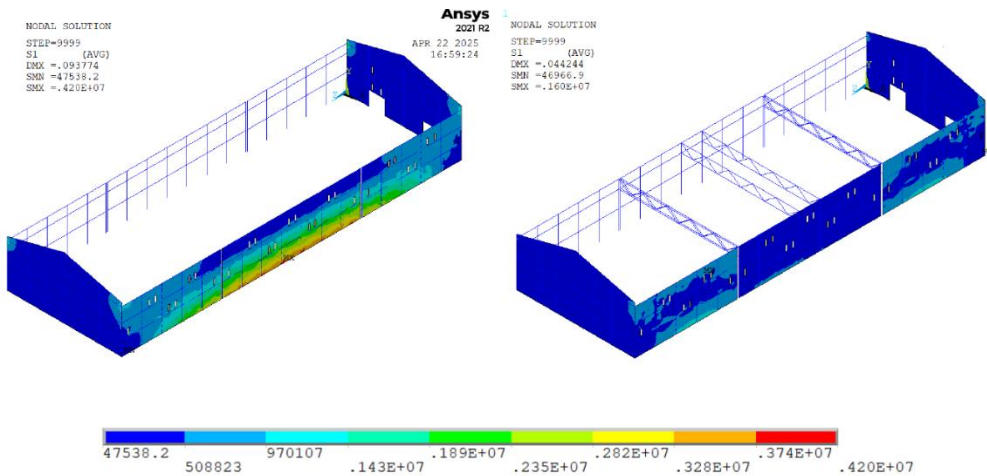 NODAL SOLUTION
STEP=9999
S1 (AVG)
DMX =.093774
SMN =47538.2
SMX =.420E+07
Ansys
2021 R2
APR 22 2025
16:59:24
1
NODAL SOLUTION
STEP=9999
S1 (AVG)
DMX =.044244
SMN =46966.9
SMX =.160E+07
Y
Z
MX
47538.2 970107 .189E+07 .282E+07 .374E+07
508823 .143E+07 .235E+07 .328E+07 .420E+07